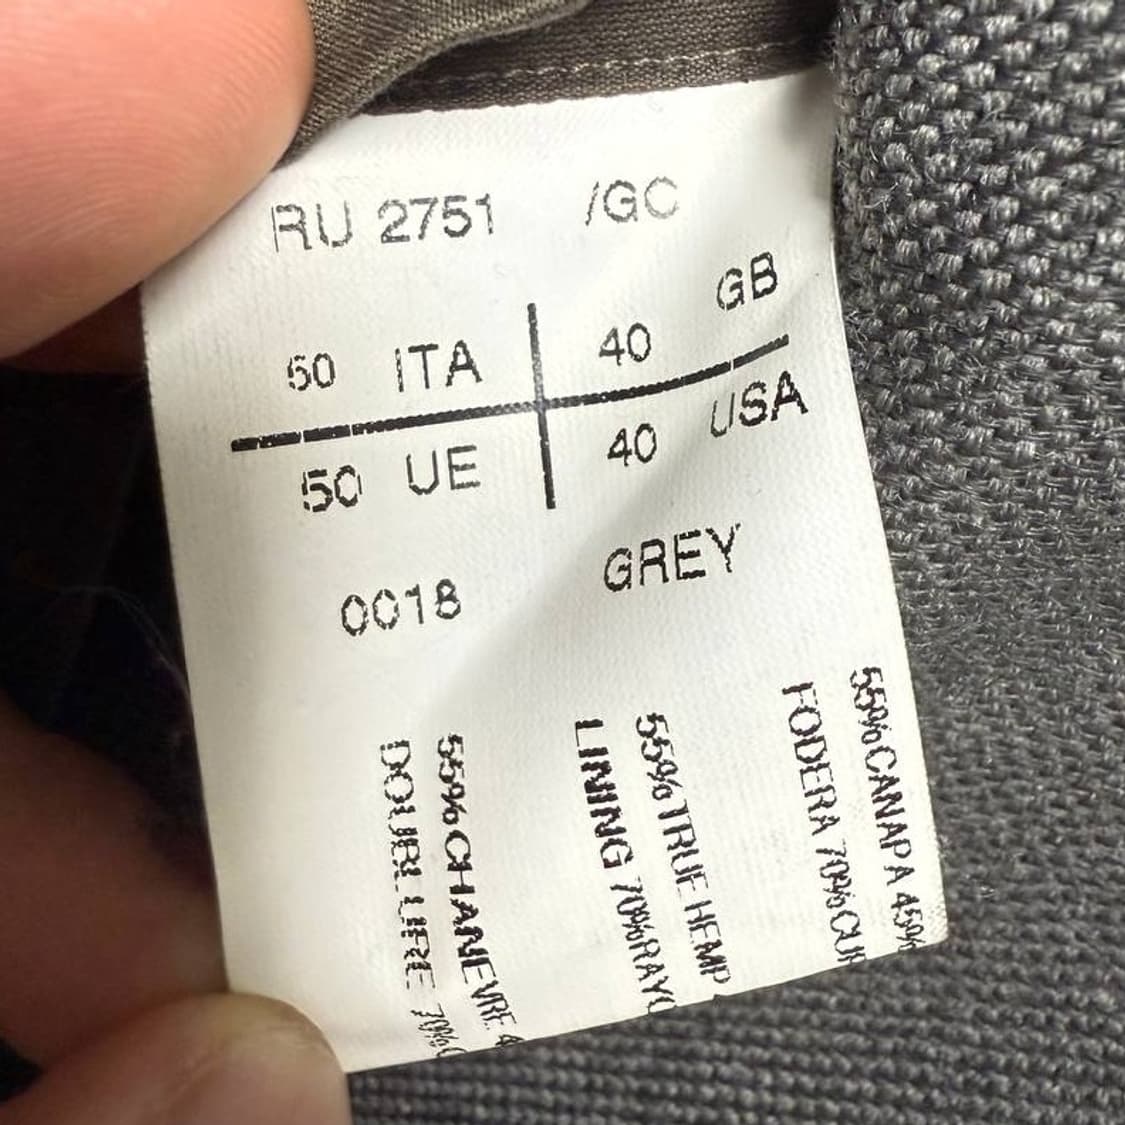 RU 2751 /GC
50 ITA 40 GB
50 UE 40 USA
0018 GREY
55%CANAPA 45%
FODERA 70%CUP
55%TRUE HEMP
LINING 70%RAYO
55%CHANEVRE 4
DOUBLURE 70%C